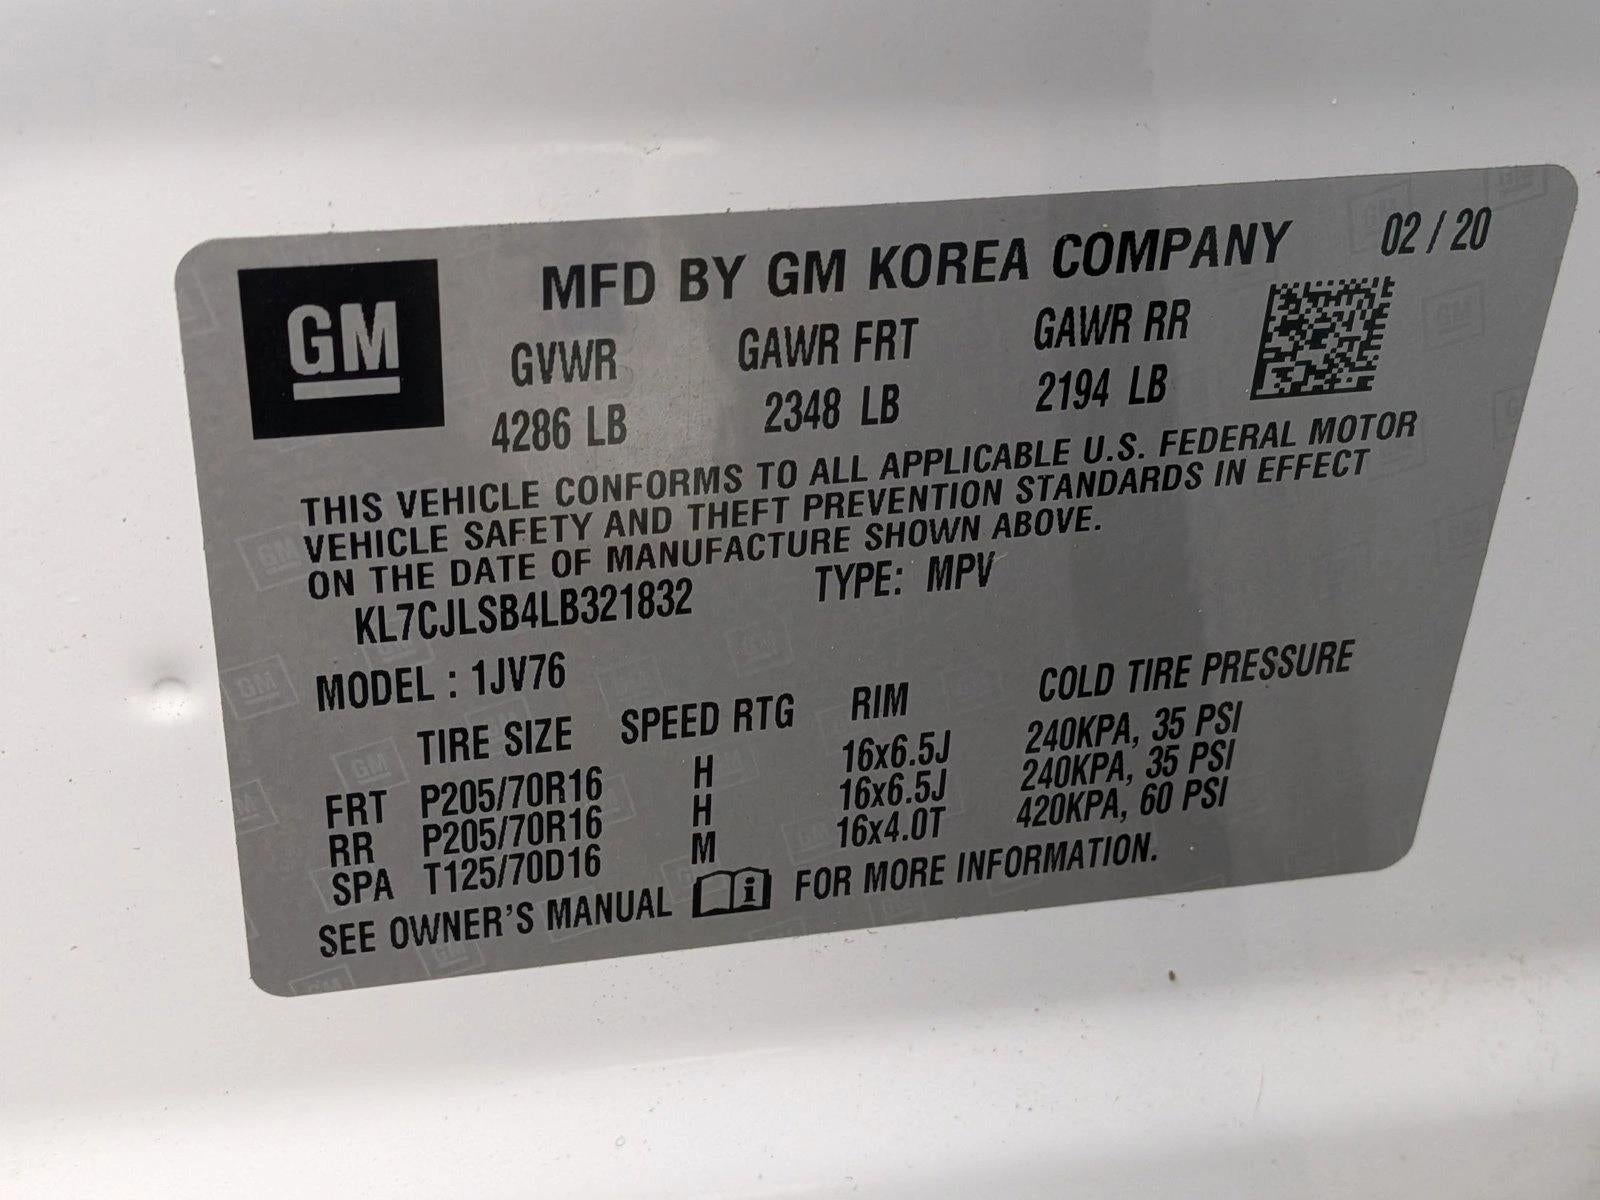 GM
MFD BY GM KOREA COMPANY 02 / 20
GVWR GAWR FRT GAWR RR
4286 LB 2348 LB 2194 LB
THIS VEHICLE CONFORMS TO ALL APPLICABLE U.S. FEDERAL MOTOR
VEHICLE SAFETY AND THEFT PREVENTION STANDARDS IN EFFECT
ON THE DATE OF MANUFACTURE SHOWN ABOVE.
KL7CJLSB4LB321832 TYPE: MPV
MODEL : 1JV76
TIRE SIZE SPEED RTG RIM COLD TIRE PRESSURE
FRT P205/70R16 H 16x6.5J 240KPA, 35 PSI
RR P205/70R16 H 16x6.5J 240KPA, 35 PSI
SPA T125/70D16 M 16x4.0T 420KPA, 60 PSI
SEE OWNER'S MANUAL i FOR MORE INFORMATION.